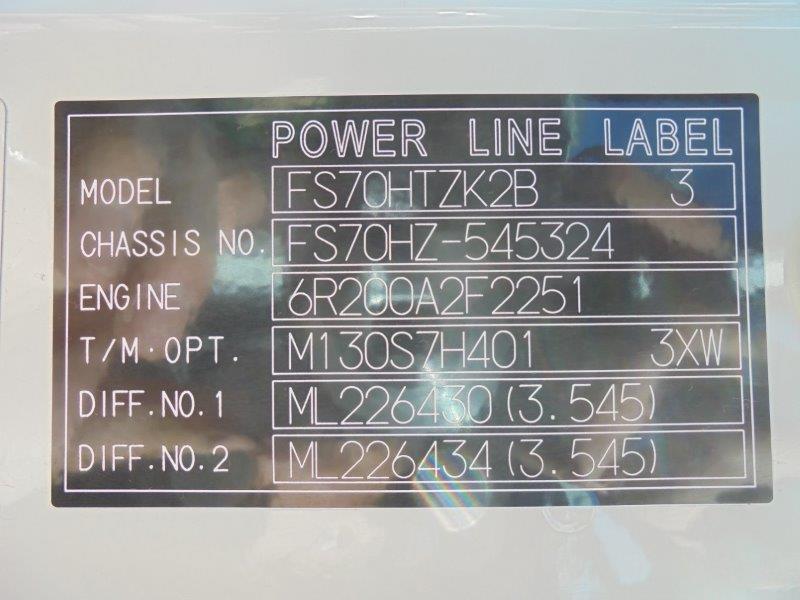 POWER LINE LABEL
MODEL FS70HTZK2B 3
CHASSIS NO. FS70HZ-545324
ENGINE 6R200A2F2251
T/M·OPT. M130S7H401 3XW
DIFF.NO.1 ML226430 (3.545)
DIFF.NO.2 ML226434 (3.545)